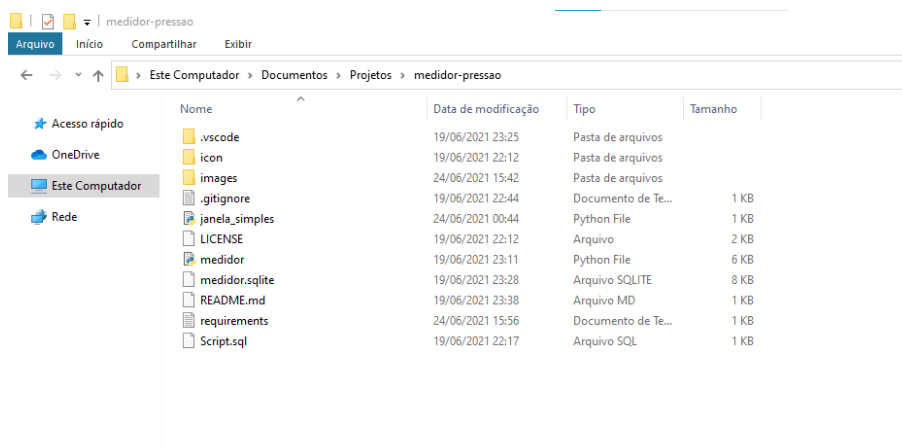 medidor-pressao
Arquivo Início Compartilhar Exibir
Este Computador > Documentos > Projetos > medidor-pressao
Acesso rápido
OneDrive
Este Computador
Rede
Nome Data de modificação Tipo Tamanho
.vscode 19/06/2021 23:25 Pasta de arquivos
icon 19/06/2021 22:12 Pasta de arquivos
images 24/06/2021 15:42 Pasta de arquivos
.gitignore 19/06/2021 22:44 Documento de Te... 1 KB
janela_simples 24/06/2021 00:44 Python File 1 KB
LICENSE 19/06/2021 22:12 Arquivo 2 KB
medidor 19/06/2021 23:11 Python File 6 KB
medidor.sqlite 19/06/2021 23:28 Arquivo SQLITE 8 KB
README.md 19/06/2021 23:38 Arquivo MD 1 KB
requirements 24/06/2021 15:56 Documento de Te... 1 KB
Script.sql 19/06/2021 22:17 Arquivo SQL 1 KB